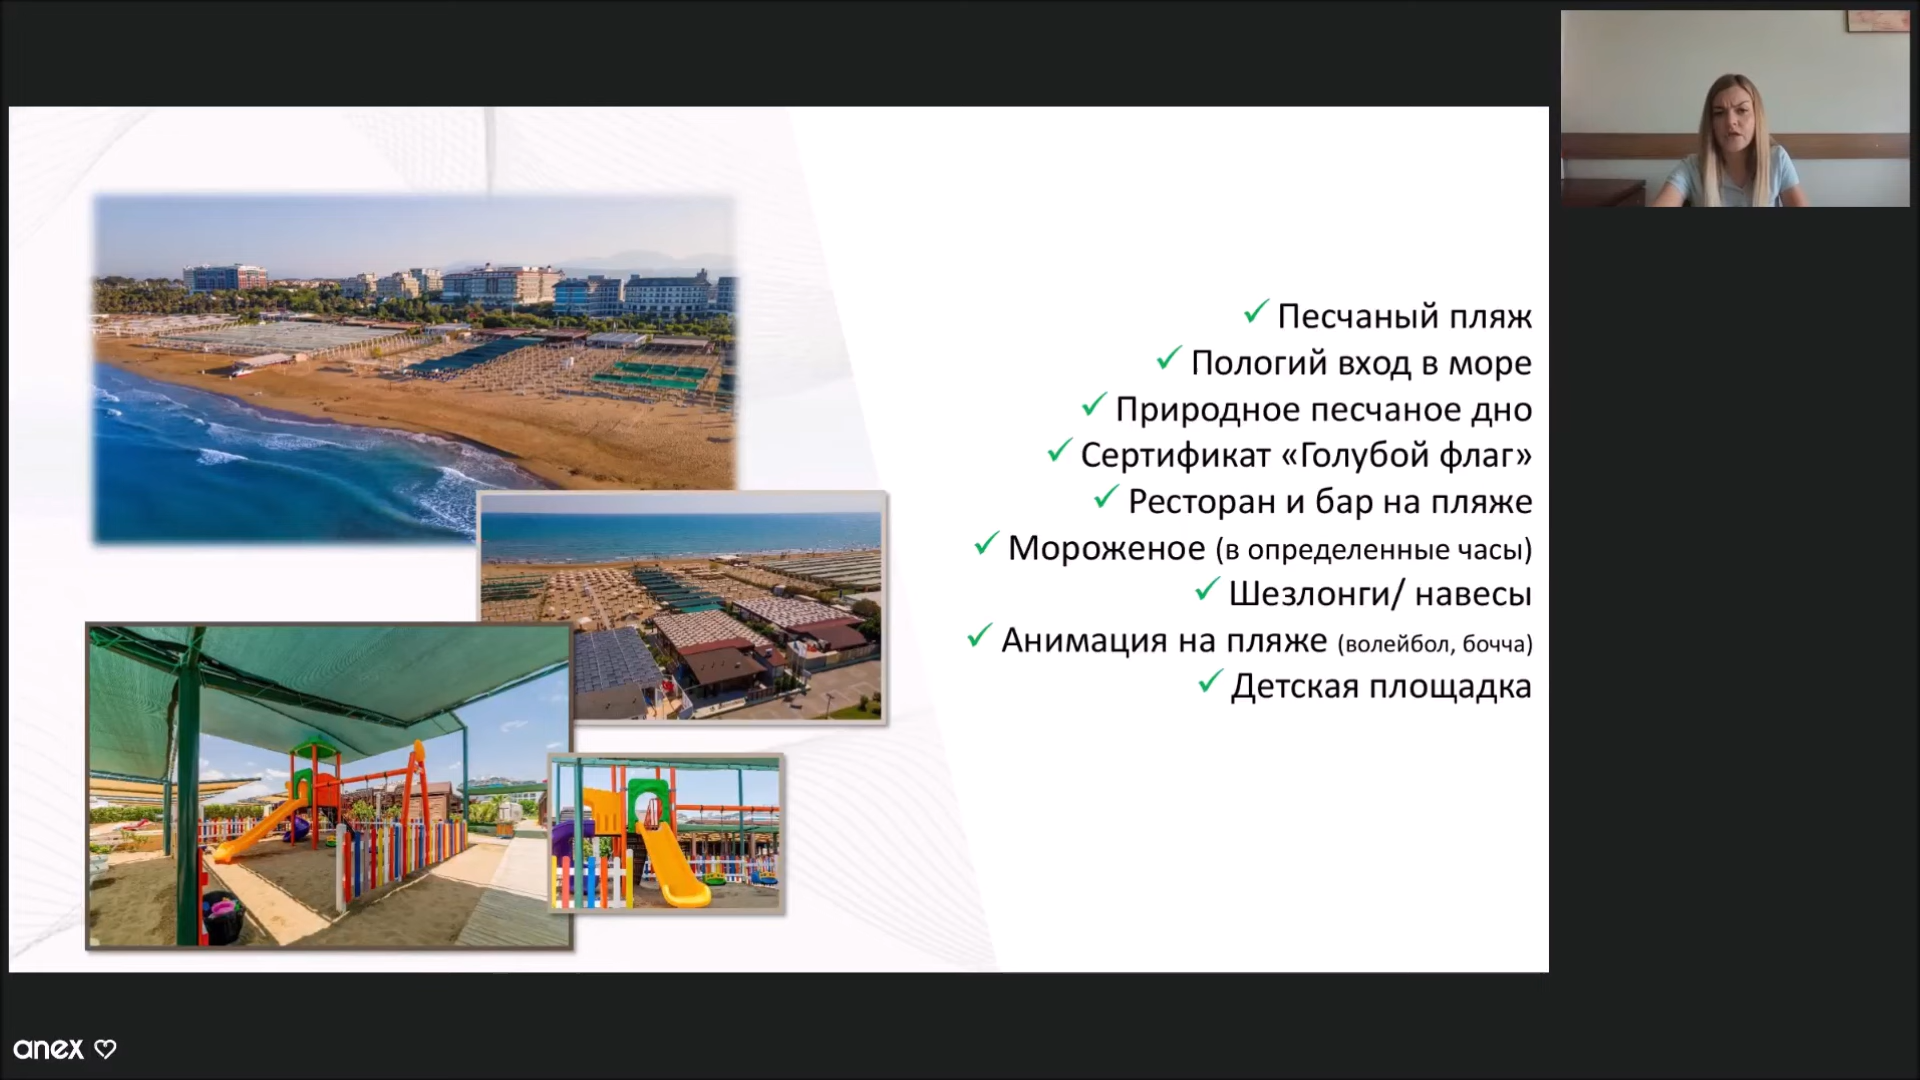 ✓ Песчаный пляж
✓ Пологий вход в море
✓ Природное песчаное дно
✓ Сертификат «Голубой флаг»
✓ Ресторан и бар на пляже
✓ Мороженое (в определенные часы)
✓ Шезлонги/ навесы
✓ Анимация на пляже (волейбол, бочча)
✓ Детская площадка
anex